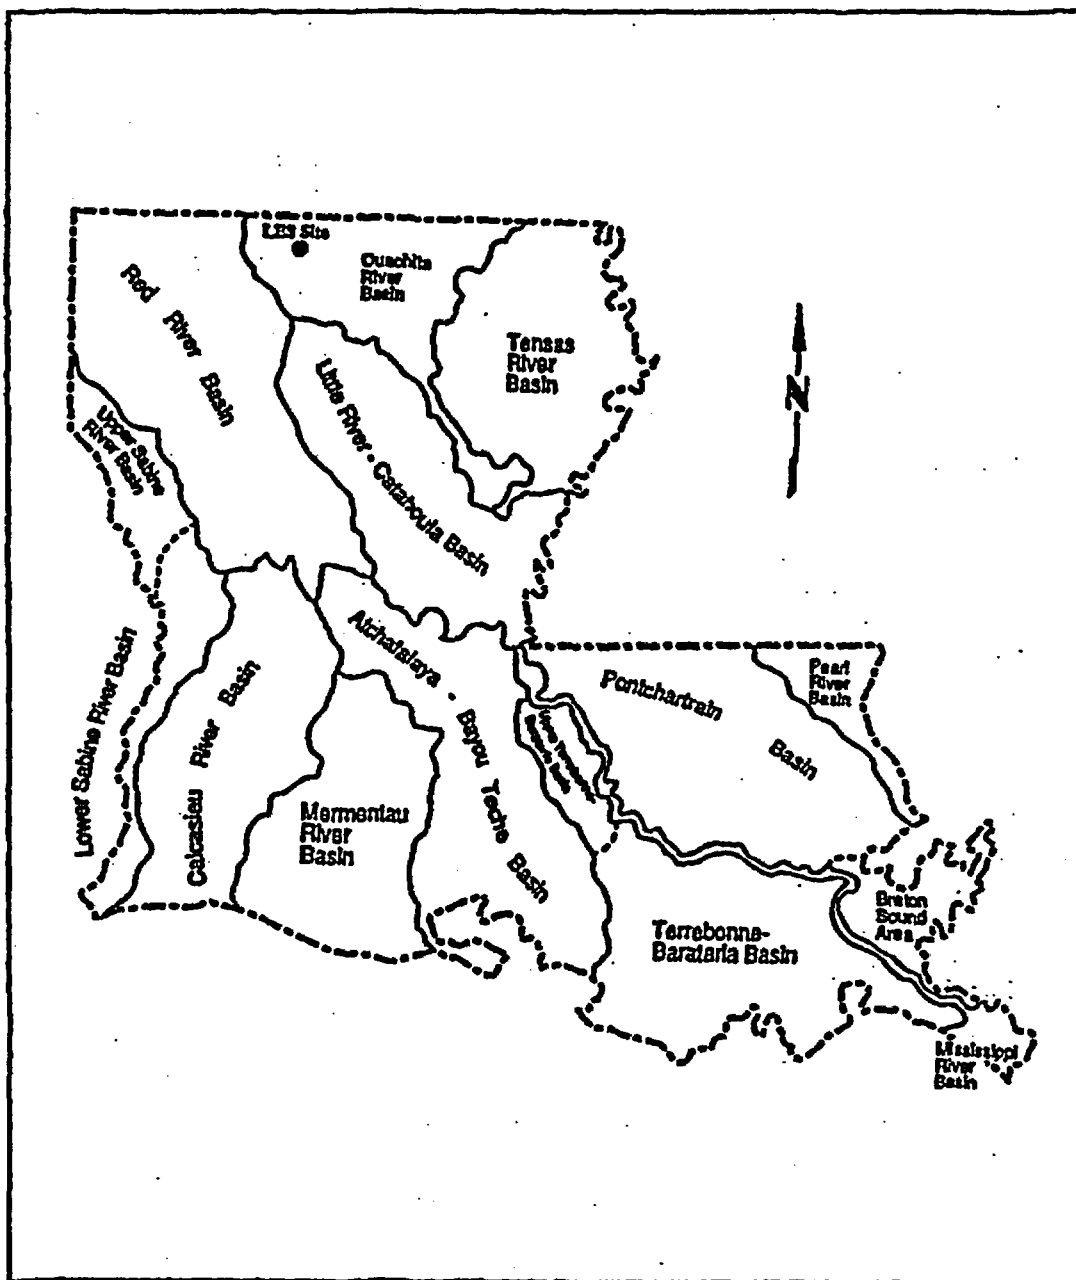 LES Site
Ouachita
River
Basin
Red River Basin
Tensas
River
Basin
Little River - Catahoula Basin
Upper Sabine
River Basin
Lower Sabine River Basin
Calcasieu River Basin
Atchafalaya - Bayou Teche Basin
Mermentau
River
Basin
Pontchartrain Basin
Pearl
River
Basin
Terrebonne-
Barataria Basin
Breton
Sound
Area
Mississippi
River
Basin
N